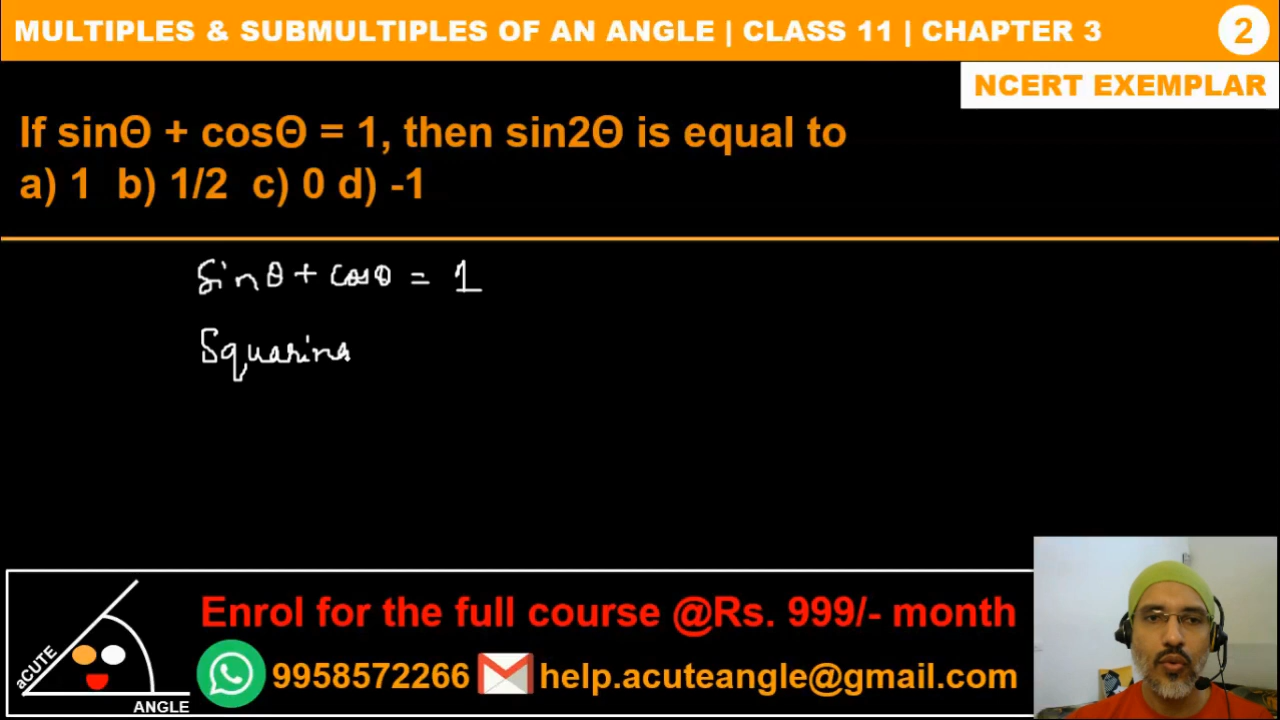 MULTIPLES & SUBMULTIPLES OF AN ANGLE | CLASS 11 | CHAPTER 3
2
NCERT EXEMPLAR
If sinΘ + cosΘ = 1, then sin2Θ is equal to
a) 1 b) 1/2 c) 0 d) -1
sinθ + cosθ = 1
Squarina
Enrol for the full course @Rs. 999/- month
9958572266 help.acuteangle@gmail.com
aCUTE
ANGLE